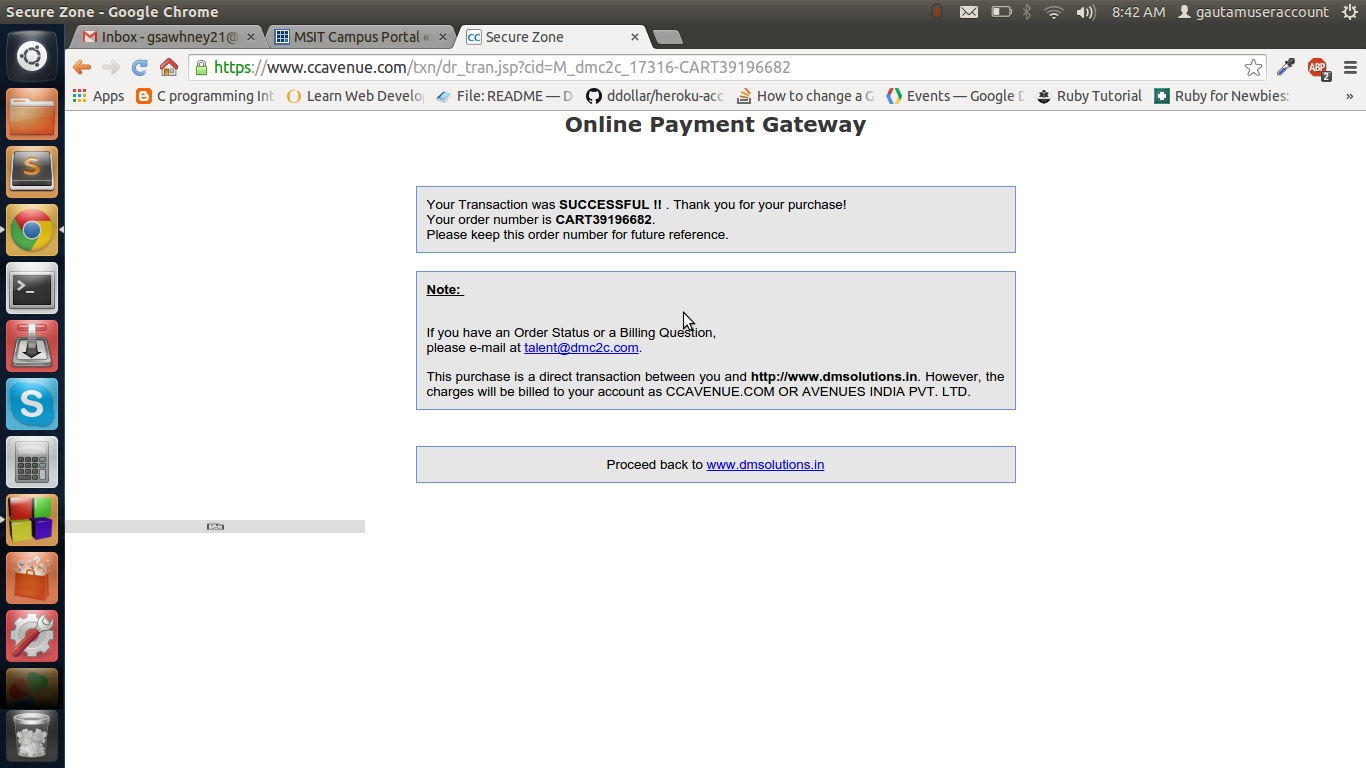 Secure Zone - Google Chrome
8:42 AM
gautamuseraccount
Inbox - gsawhney21@
MSIT Campus Portal «
CC Secure Zone
https://www.ccavenue.com/txn/dr_tran.jsp?cid=M_dmc2c_17316-CART39196682
ABP
2
Apps
C programming Int
Learn Web Develo
File: README — D
ddollar/heroku-acc
How to change a G
Events — Google D
Ruby Tutorial
Ruby for Newbies:
»
Online Payment Gateway
Your Transaction was SUCCESSFUL !! . Thank you for your purchase!
Your order number is CART39196682.
Please keep this order number for future reference.
Note:
If you have an Order Status or a Billing Question,
please e-mail at talent@dmc2c.com.
This purchase is a direct transaction between you and http://www.dmsolutions.in. However, the
charges will be billed to your account as CCAVENUE.COM OR AVENUES INDIA PVT. LTD.
Proceed back to www.dmsolutions.in